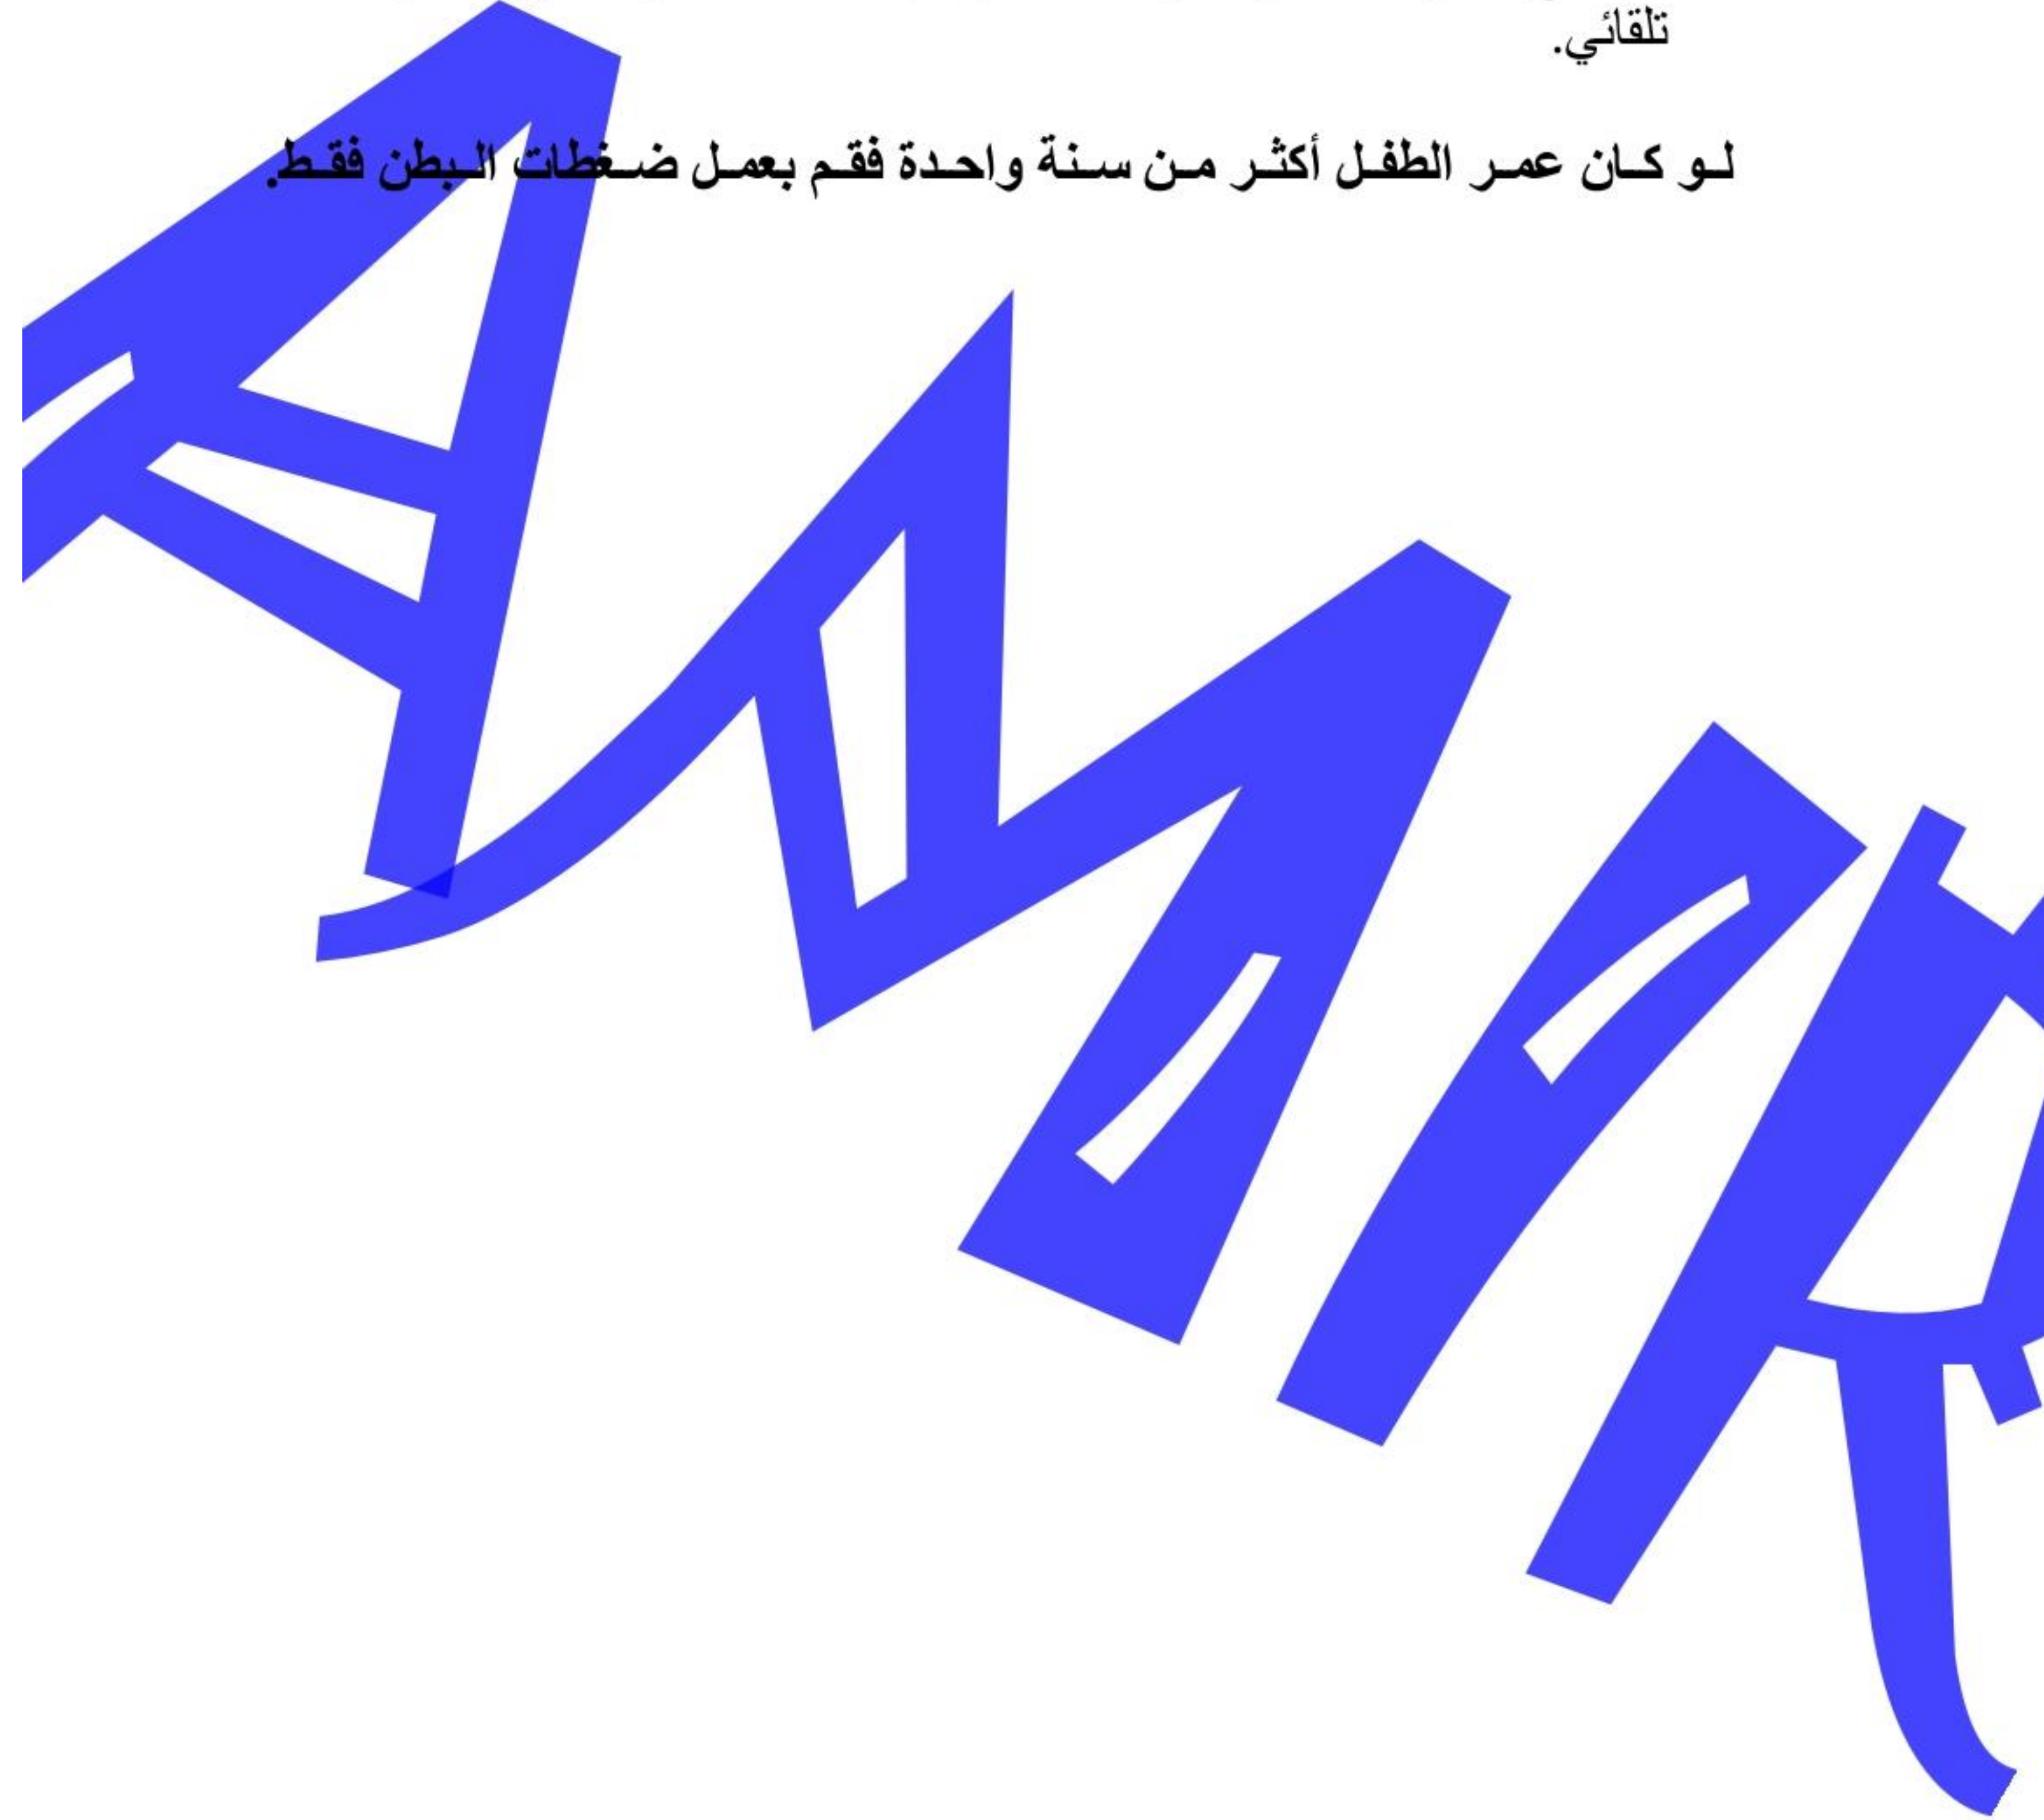 تلقائي.
لو كان عمر الطفل أكثر من سنة واحدة فقم بعمل ضغطات البطن فقط.
AMIR